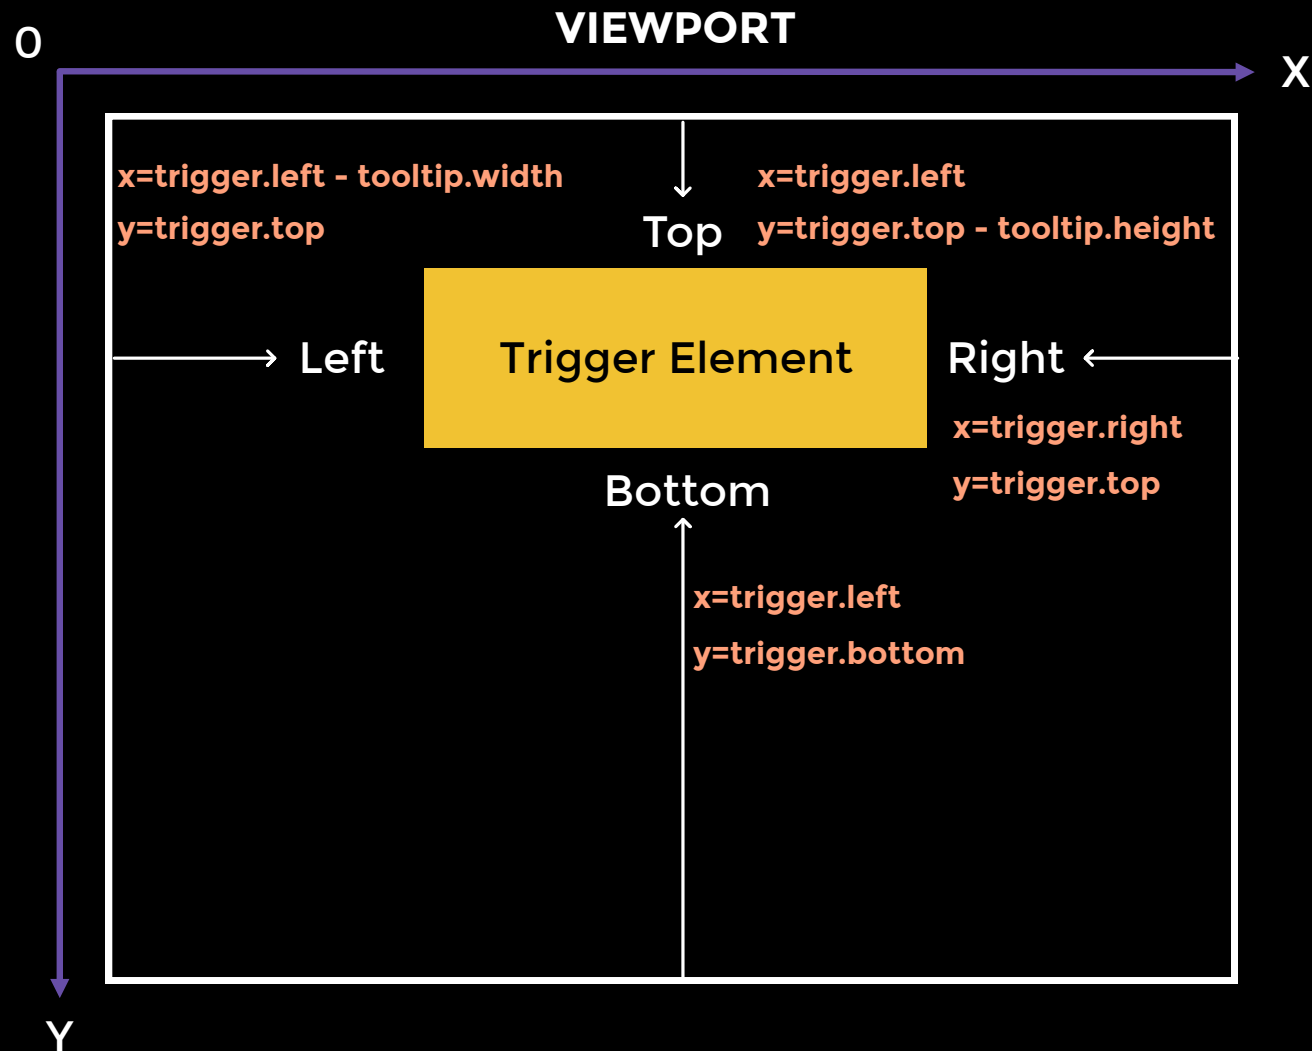 VIEWPORT
0
X
x=trigger.left - tooltip.width
y=trigger.top
x=trigger.left
y=trigger.top - tooltip.height
Top
Left
Trigger Element
Right
x=trigger.right
y=trigger.top
Bottom
x=trigger.left
y=trigger.bottom
Y